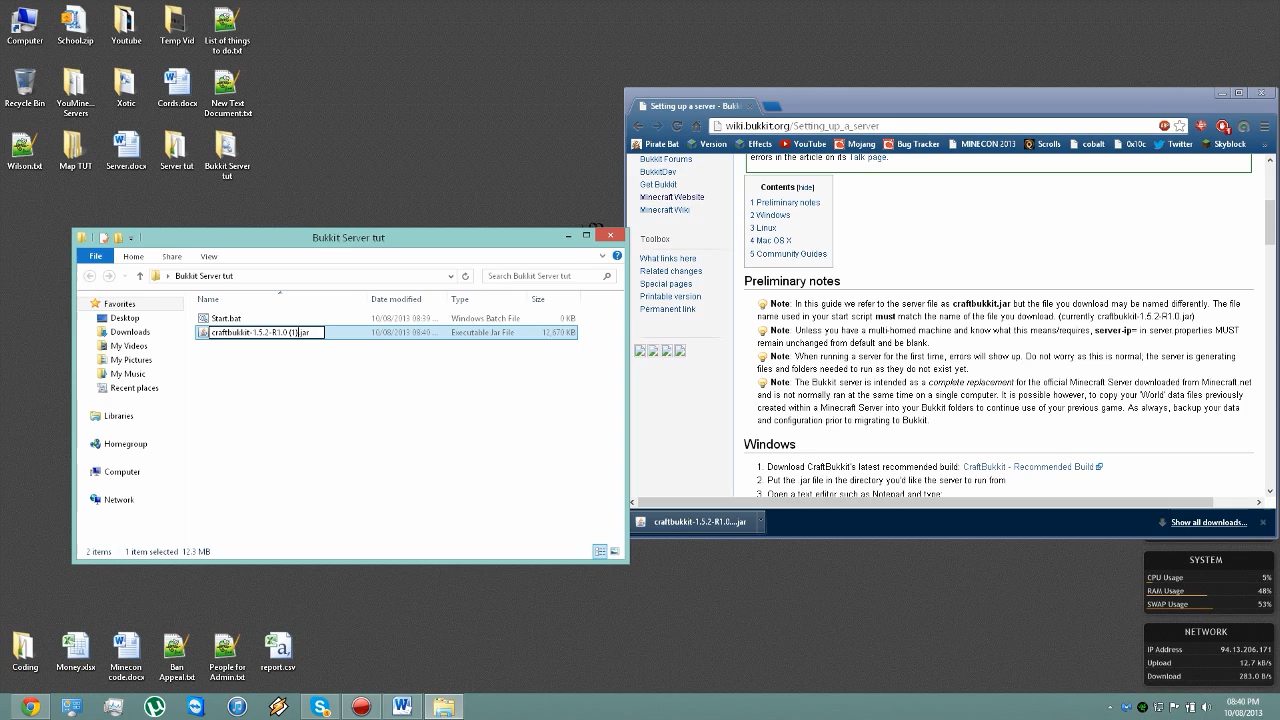 Computer
School.zip
Youtube
Temp Vid
List of things
to do.txt
Recycle Bin
YouMine...
Servers
Xotic
Cords.docx
New Text
Document.txt
Wilson.txt
Map TUT
Server.docx
Server tut
Bukkit Server
tut
Bukkit Server tut
File Home Share View
Bukkit Server tut
Search Bukkit Server tut
Name Date modified Type Size
Favorites
Desktop
Downloads
My Videos
My Pictures
My Music
Recent places
Libraries
Homegroup
Computer
Network
Start.bat 10/08/2013 08:39 ... Windows Batch File 0 KB
craftbukkit-1.5.2-R1.0 (1).jar 10/08/2013 08:40 ... Executable Jar File 12,670 KB
2 items 1 item selected 12.3 MB
Setting up a server - Bukki
wiki.bukkit.org/Setting_up_a_server
Pirate Bat Version Effects YouTube Mojang Bug Tracker MINECON 2013 Scrolls cobalt 0x10c Twitter Skyblock »
Bukkit Forums
BukkitDev
Get Bukkit
Minecraft Website
Minecraft Wiki
Toolbox
What links here
Related changes
Special pages
Printable version
Permanent link
errors in the article on its Talk page.
Contents [hide]
1 Preliminary notes
2 Windows
3 Linux
4 Mac OS X
5 Community Guides
Preliminary notes
Note: In this guide we refer to the server file as craftbukkit.jar but the file you download may be named differently. The file
name used in your start script must match the name of the file you download. (currently craftbukkit-1.5.2-R1.0.jar)
Note: Unless you have a multi-homed machine and know what this means/requires, server-ip= in server.properties MUST
remain unchanged from default and be blank.
Note: When running a server for the first time, errors will show up. Do not worry as this is normal; the server is generating
files and folders needed to run as they do not exist yet.
Note: The Bukkit server is intended as a complete replacement for the official Minecraft Server downloaded from Minecraft.net
and is not normally ran at the same time on a single computer. It is possible however, to copy your 'World' data files previously
created within a Minecraft Server into your Bukkit folders to continue use of your previous game. As always, backup your data
and configuration prior to migrating to Bukkit.
Windows
1. Download CraftBukkit's latest recommended build: CraftBukkit - Recommended Build
2. Put the .jar file in the directory you'd like the server to run from
3. Open a text editor such as Notepad and type:
craftbukkit-1.5.2-R1.0....jar
Show all downloads...
SYSTEM
CPU Usage 5%
RAM Usage 48%
SWAP Usage 53%
NETWORK
IP Address 94.13.206.171
Upload 12.7 kB/s
Download 283.0 B/s
Coding
Money.xlsx
Minecon
code.docx
Ban
Appeal.txt
People for
Admin.txt
report.csv
08:40 PM
10/08/2013